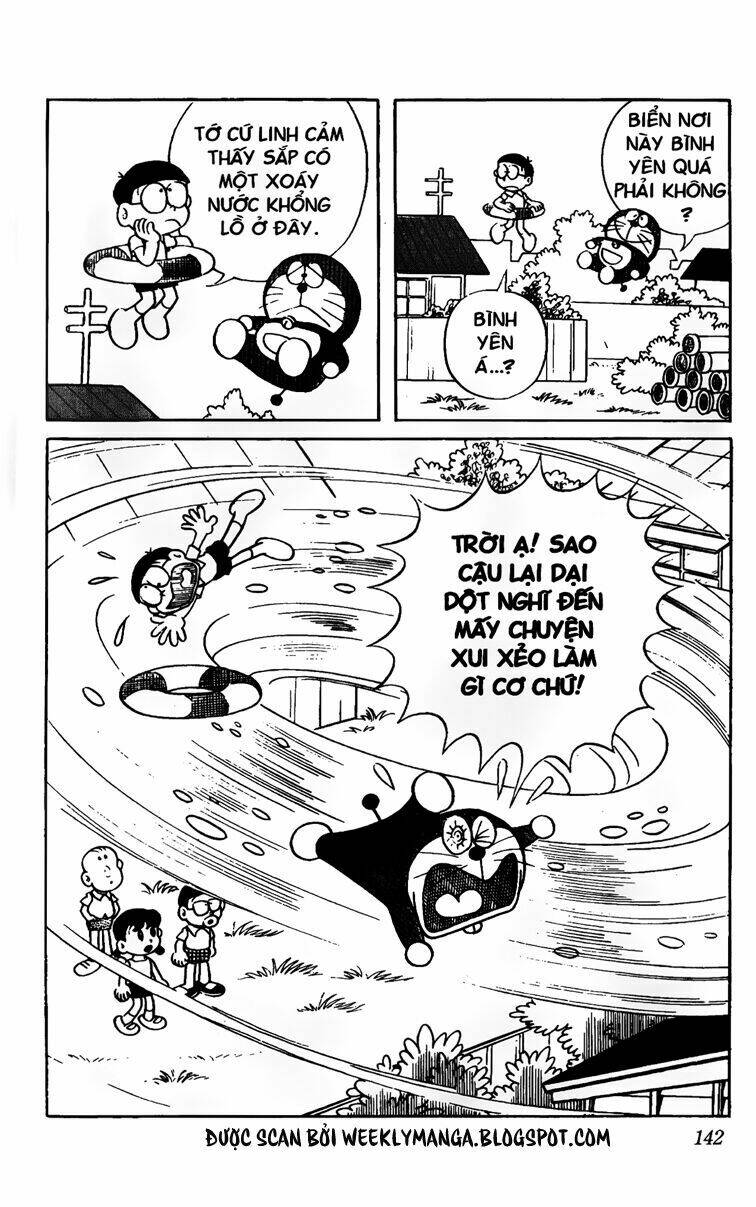 BIỂN NƠI
NÀY BÌNH
YÊN QUÁ
PHẢI KHÔNG
?
BÌNH
YÊN
Á...?
TỚ CỨ LINH CẢM
THẤY SẮP CÓ
MỘT XOÁY
NƯỚC KHỔNG
LỒ Ở ĐÂY.
TRỜI Ạ! SAO
CẬU LẠI DẠI
DỘT NGHĨ ĐẾN
MẤY CHUYỆN
XUI XẺO LÀM
GÌ CƠ CHỨ!
ĐƯỢC SCAN BỞI WEEKLYMANGA.BLOGSPOT.COM
142